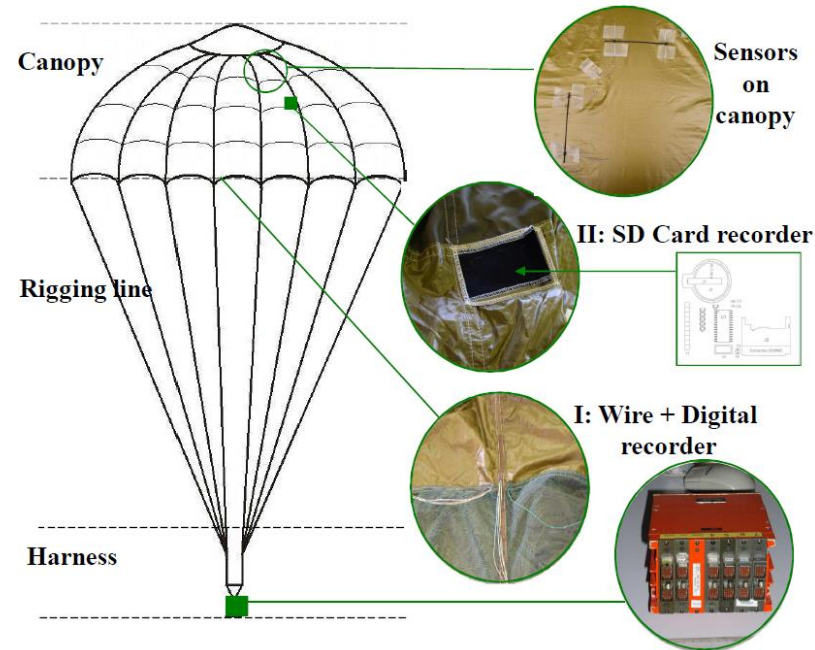 Canopy
Sensors
on
canopy
II: SD Card recorder
Rigging line
I: Wire + Digital
recorder
Harness